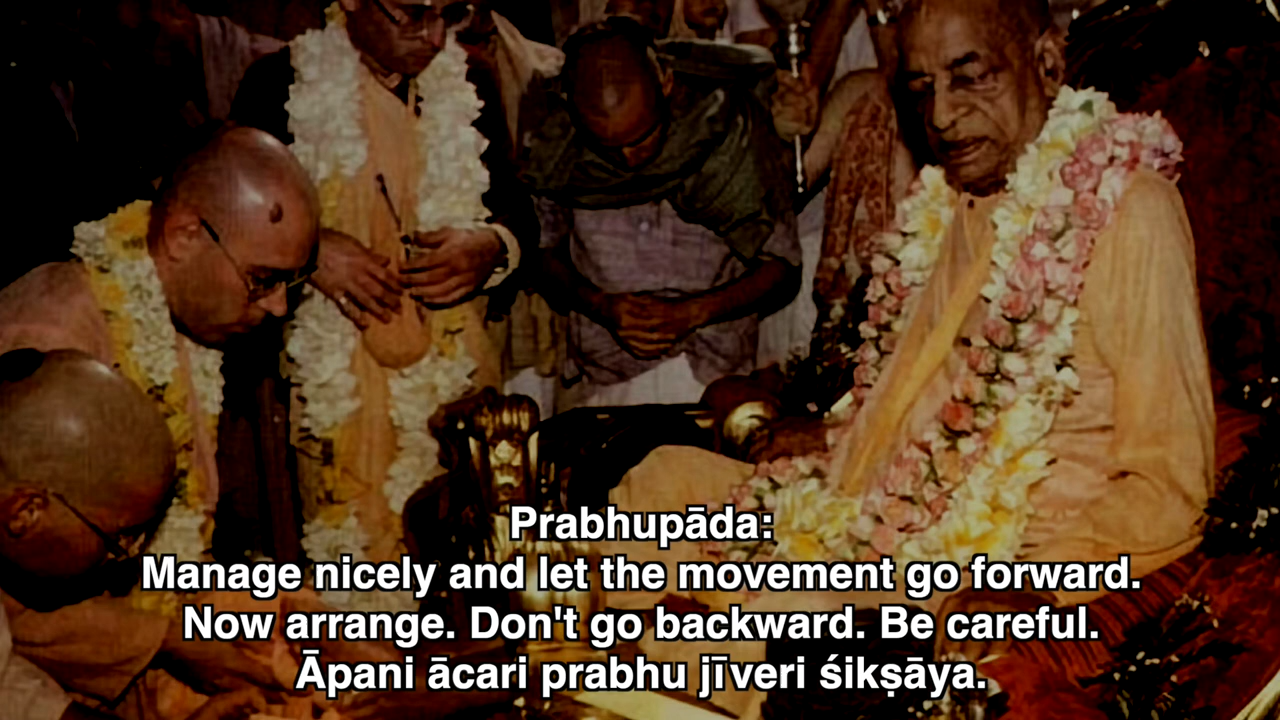 Prabhupāda:
Manage nicely and let the movement go forward.
Now arrange. Don't go backward. Be careful.
Āpani ācari prabhu jīveri śikṣāya.